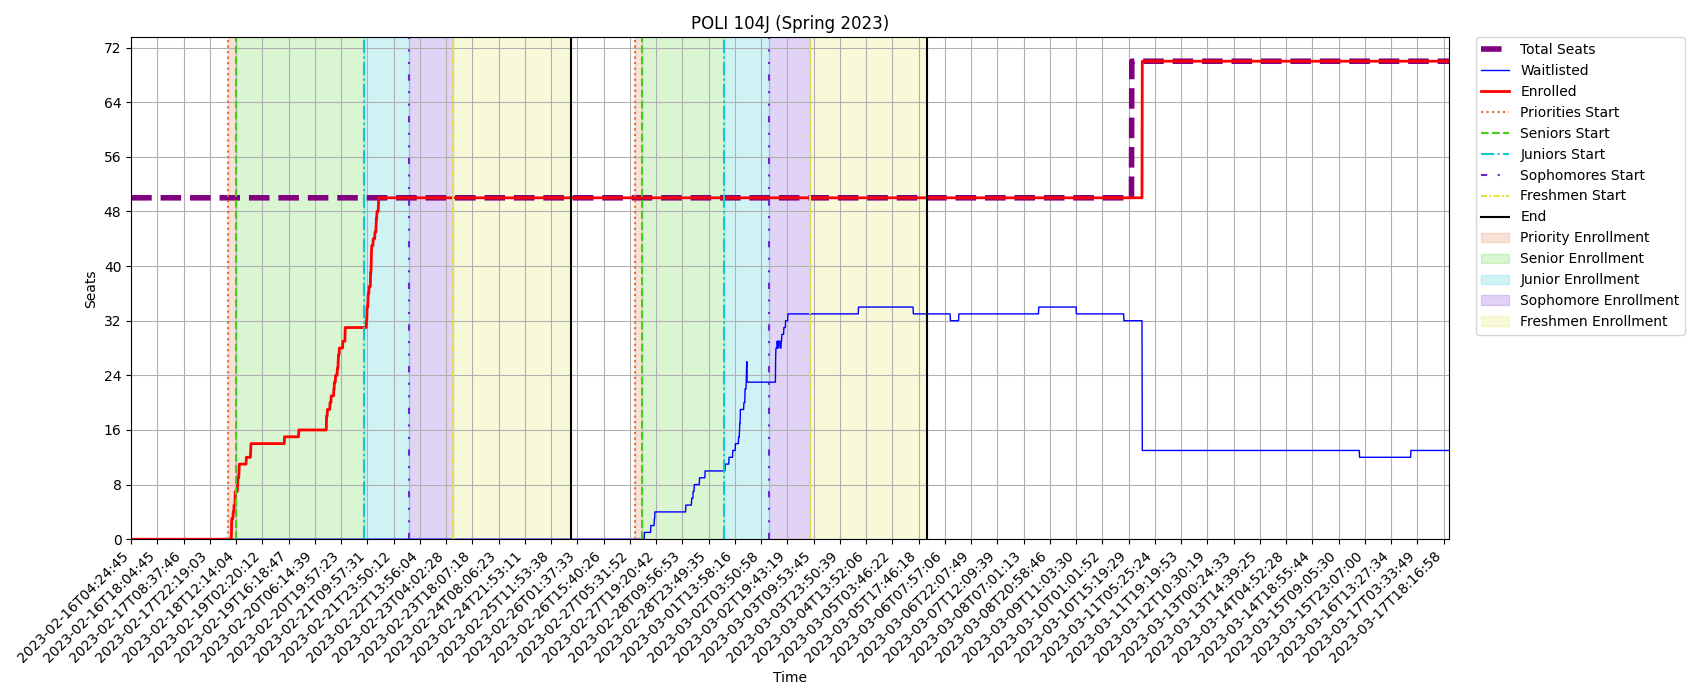 POLI 104J (Spring 2023)
Total Seats
Waitlisted
Enrolled
Priorities Start
Seniors Start
Juniors Start
Sophomores Start
Freshmen Start
End
Priority Enrollment
Senior Enrollment
Junior Enrollment
Sophomore Enrollment
Freshmen Enrollment
72
64
56
48
40
32
24
16
8
0
Seats
2023-02-16T04:24:45
2023-02-16T18:04:45
2023-02-17T08:37:46
2023-02-17T22:19:03
2023-02-18T12:14:04
2023-02-19T02:20:12
2023-02-19T16:18:47
2023-02-20T06:14:39
2023-02-20T19:57:23
2023-02-21T09:57:31
2023-02-21T23:50:12
2023-02-22T13:56:04
2023-02-23T04:02:28
2023-02-23T18:07:18
2023-02-24T08:06:23
2023-02-24T21:53:11
2023-02-25T11:53:38
2023-02-26T01:37:33
2023-02-26T15:40:26
2023-02-27T05:31:52
2023-02-27T19:20:42
2023-02-28T09:56:53
2023-02-28T23:49:35
2023-03-01T13:58:16
2023-03-02T03:50:58
2023-03-02T19:43:19
2023-03-03T09:53:45
2023-03-03T23:50:39
2023-03-04T13:52:06
2023-03-05T03:46:22
2023-03-05T17:46:18
2023-03-06T07:57:06
2023-03-06T22:07:49
2023-03-07T12:09:39
2023-03-08T07:01:13
2023-03-08T20:58:46
2023-03-09T11:03:30
2023-03-10T01:01:52
2023-03-10T15:19:29
2023-03-11T05:25:24
2023-03-11T19:19:53
2023-03-12T10:30:19
2023-03-13T00:24:33
2023-03-13T14:39:25
2023-03-14T04:52:28
2023-03-14T18:55:44
2023-03-15T09:05:30
2023-03-15T23:07:00
2023-03-16T13:27:34
2023-03-17T03:33:49
2023-03-17T18:16:58
Time